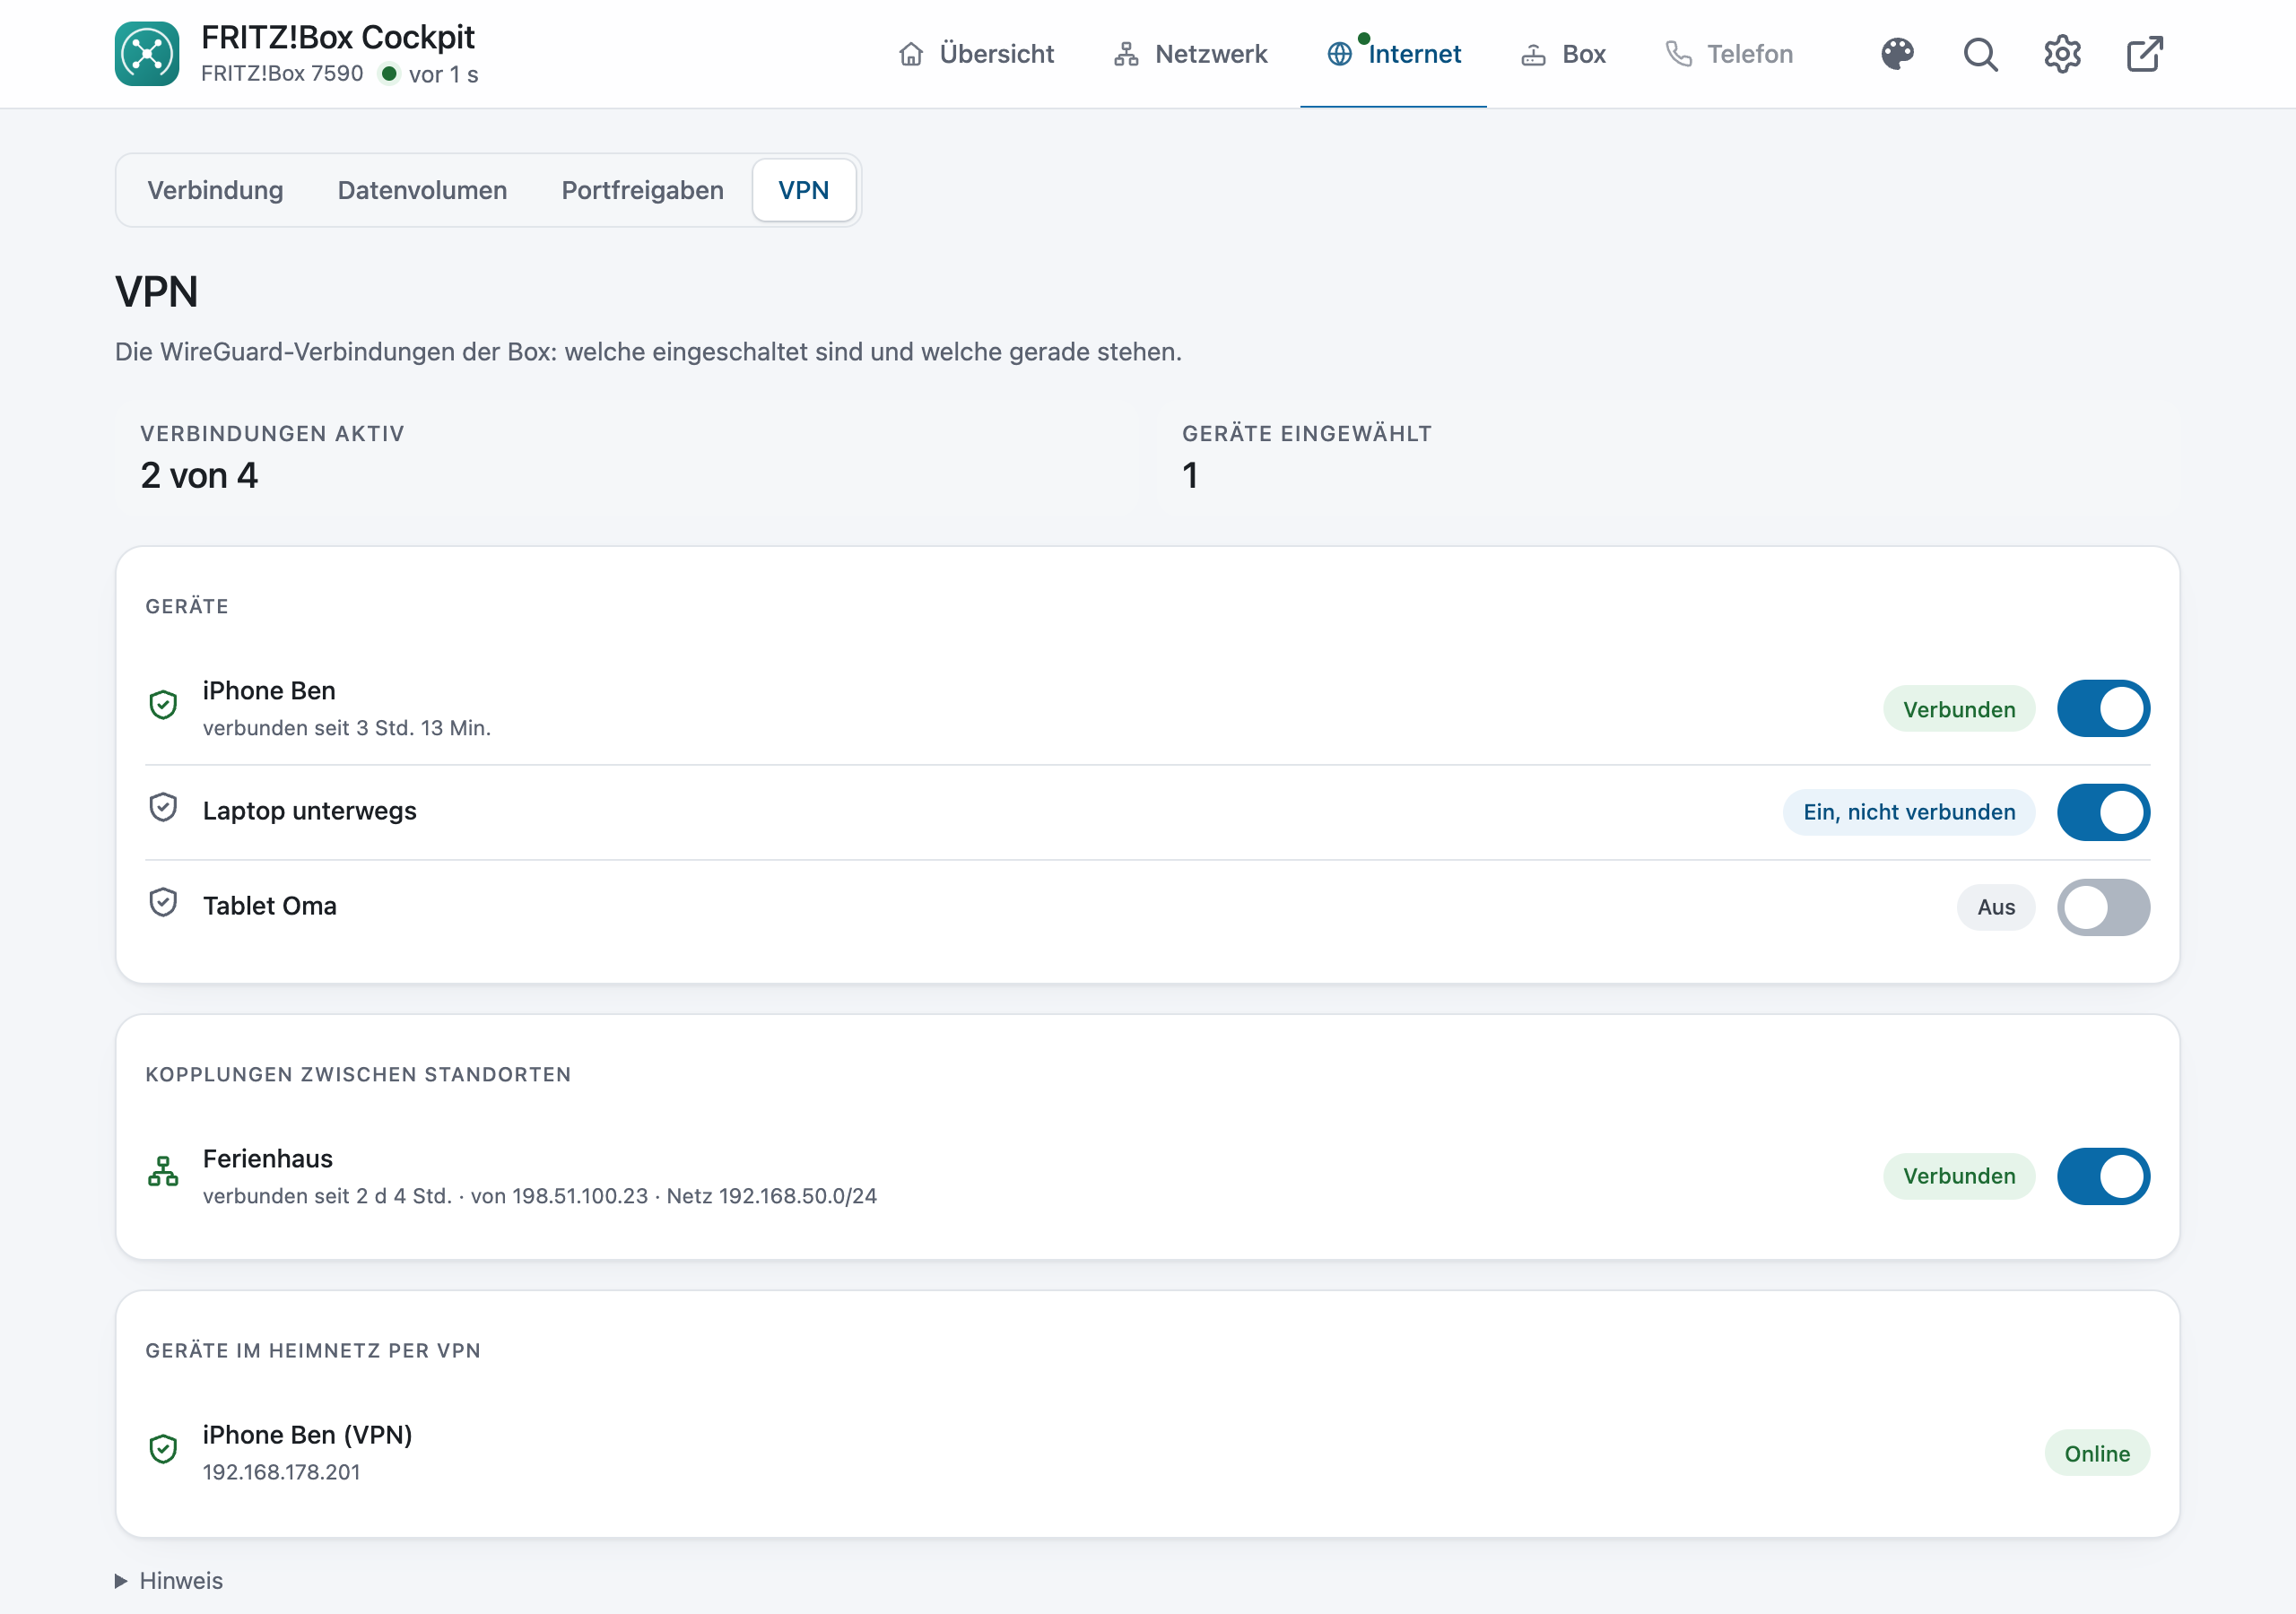 FRITZ!Box Cockpit
FRITZ!Box 7590 vor 1 s
Übersicht Netzwerk Internet Box Telefon
Verbindung Datenvolumen Portfreigaben VPN
VPN
Die WireGuard-Verbindungen der Box: welche eingeschaltet sind und welche gerade stehen.
VERBINDUNGEN AKTIV
2 von 4
GERÄTE EINGEWÄHLT
1
GERÄTE
iPhone Ben
verbunden seit 3 Std. 13 Min.
Verbunden
Laptop unterwegs
Ein, nicht verbunden
Tablet Oma
Aus
KOPPLUNGEN ZWISCHEN STANDORTEN
Ferienhaus
verbunden seit 2 d 4 Std. · von 198.51.100.23 · Netz 192.168.50.0/24
Verbunden
GERÄTE IM HEIMNETZ PER VPN
iPhone Ben (VPN)
192.168.178.201
Online
Hinweis